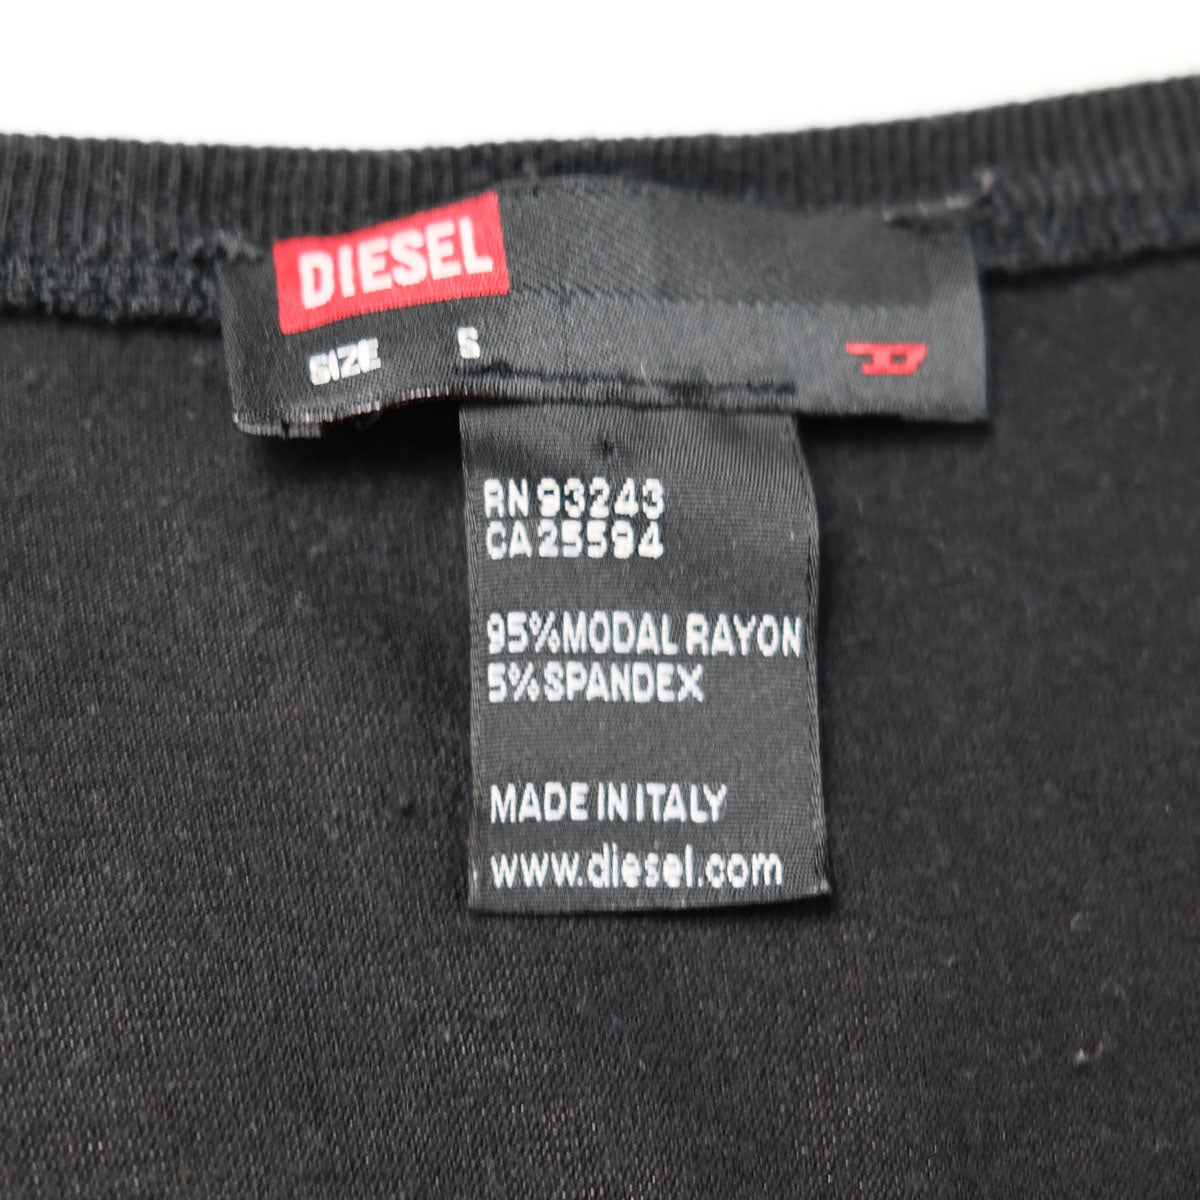 DIESEL
SIZE S
RN 93243
CA 25594
95% MODAL RAYON
5% SPANDEX
MADE IN ITALY
www.diesel.com